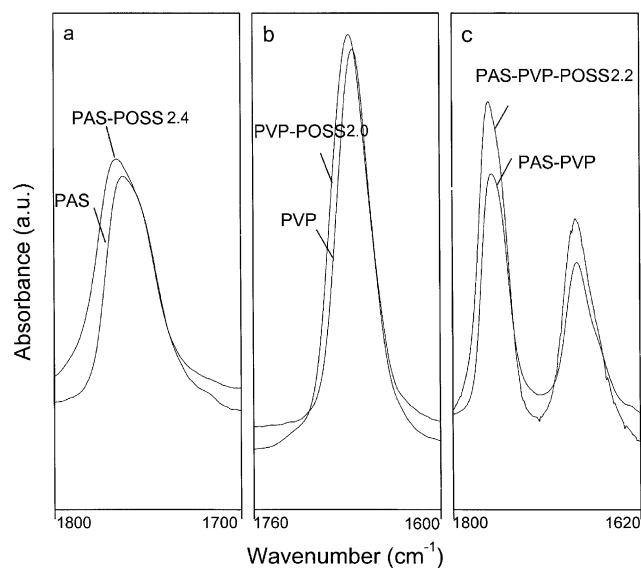 a
b
c
PAS-POSS 2.4
PAS
PVP-POSS2.0
PVP
PAS-PVP-POSS2.2
PAS-PVP
Absorbance (a.u.)
1800
1700
1760
1600
1800
1620
Wavenumber (cm⁻¹)